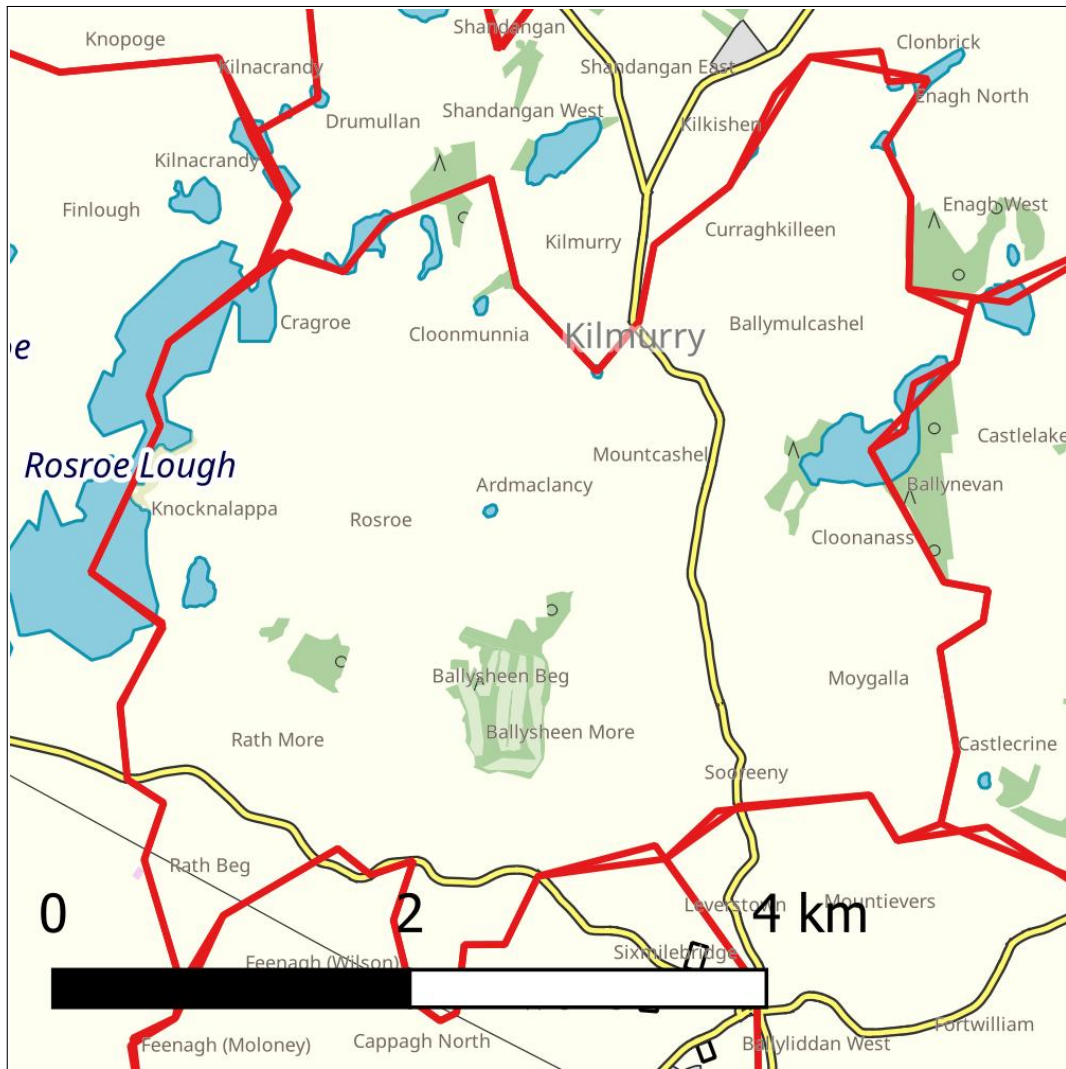 Shandangan
Knopoge
Clonbrick
Kilnacrandy
Shandangan East
Enagh North
Shandangan West
Drumullan
Kilkishen
Kilnacrandy
Finlough
Enagh West
Curraghkilleen
Kilmurry
Cragroe
Ballymulcashel
Cloonmunnia
Kilmurry
Castlelake
Mountcashel
Rosroe Lough
Ardmaclancy
Ballynevan
Knocknalappa
Rosroe
Cloonanass
Ballysheen Beg
Moygalla
Ballysheen More
Rath More
Castlecrine
Sooreeny
Rath Beg
Mountievers
Leverstown
0
2
4 km
Sixmilebridge
Feenagh (Wilson)
Fortwilliam
Feenagh (Moloney)
Cappagh North
Ballyliddan West